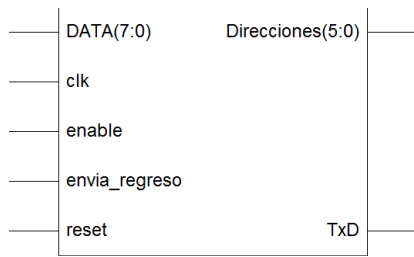 DATA(7:0) Direcciones(5:0)
clk
enable
envia_regreso
reset TxD